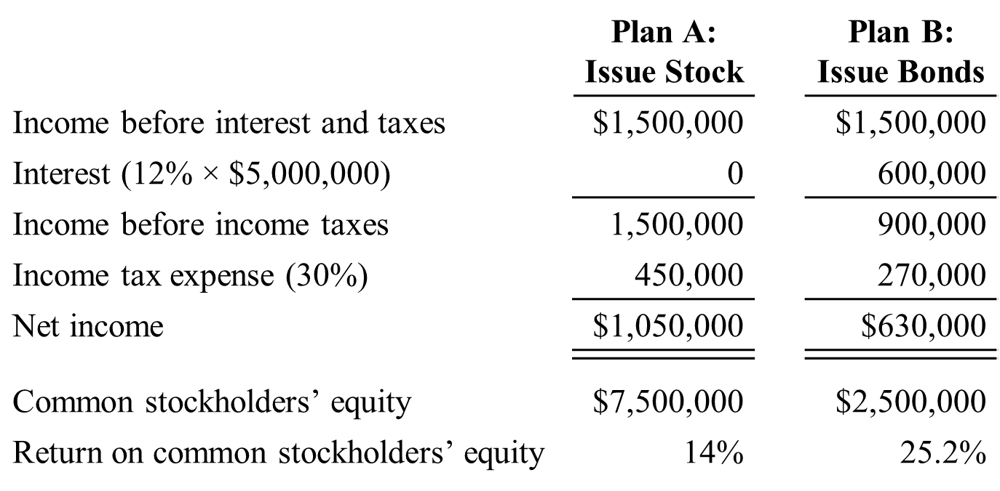 Plan A: Plan B:
Issue Stock Issue Bonds
Income before interest and taxes $1,500,000 $1,500,000
Interest (12% × $5,000,000) 0 600,000
Income before income taxes 1,500,000 900,000
Income tax expense (30%) 450,000 270,000
Net income $1,050,000 $630,000
Common stockholders’ equity $7,500,000 $2,500,000
Return on common stockholders’ equity 14% 25.2%